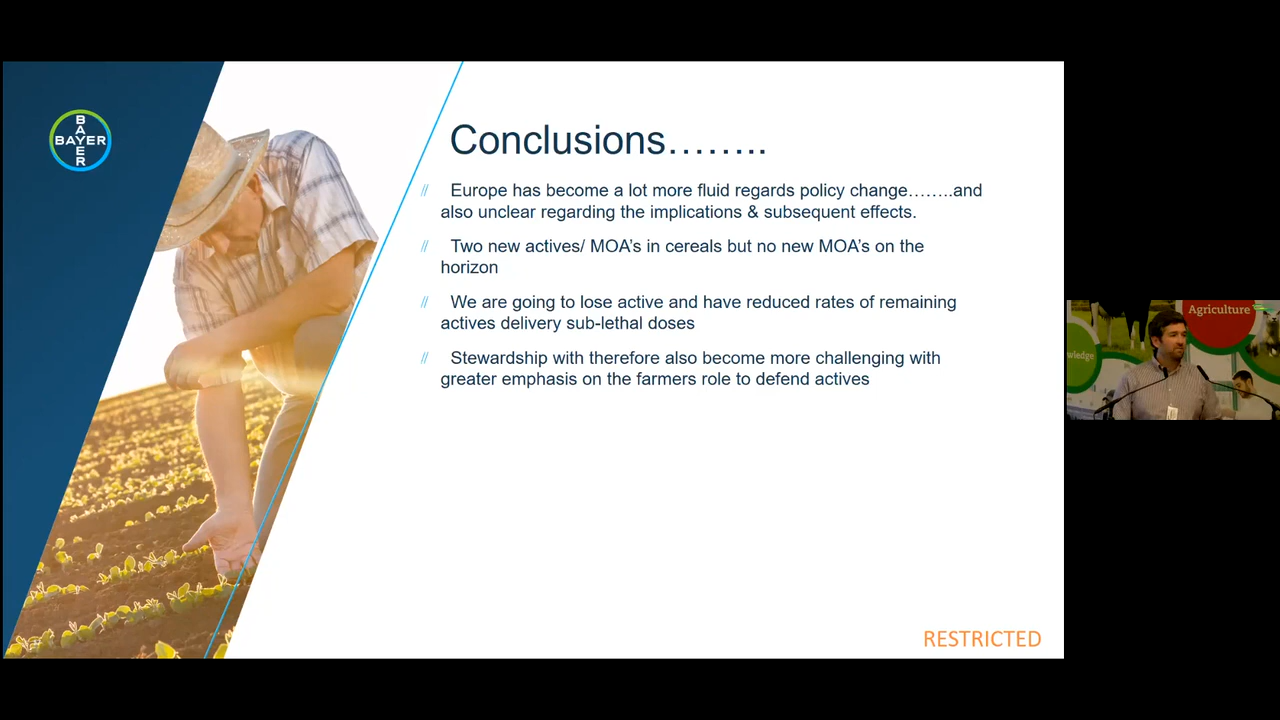 BAYER
BAYER
Conclusions……..
// Europe has become a lot more fluid regards policy change……..and
also unclear regarding the implications & subsequent effects.
// Two new actives/ MOA's in cereals but no new MOA's on the
horizon
// We are going to lose active and have reduced rates of remaining
actives delivery sub-lethal doses
// Stewardship with therefore also become more challenging with
greater emphasis on the farmers role to defend actives
RESTRICTED
Agriculture
wledge